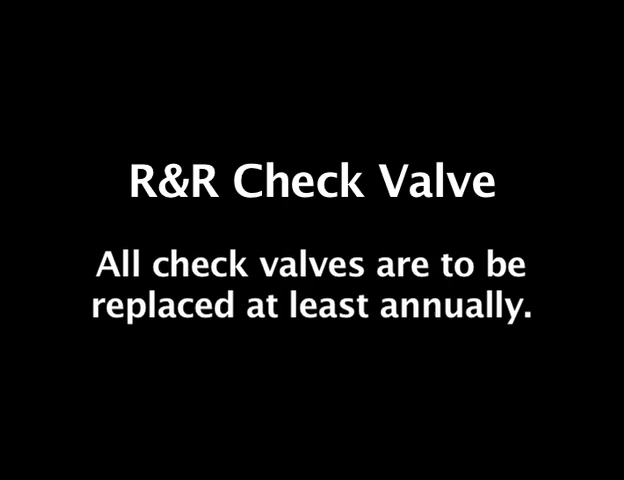 R&R Check Valve
All check valves are to be
replaced at least annually.